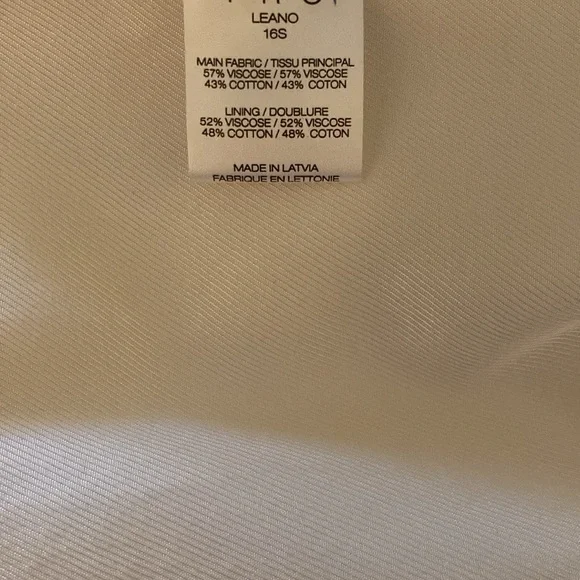 LEANO
16S
MAIN FABRIC / TISSU PRINCIPAL
57% VISCOSE / 57% VISCOSE
43% COTTON / 43% COTON
LINING / DOUBLURE
52% VISCOSE / 52% VISCOSE
48% COTTON / 48% COTON
MADE IN LATVIA
FABRIQUE EN LETTONIE